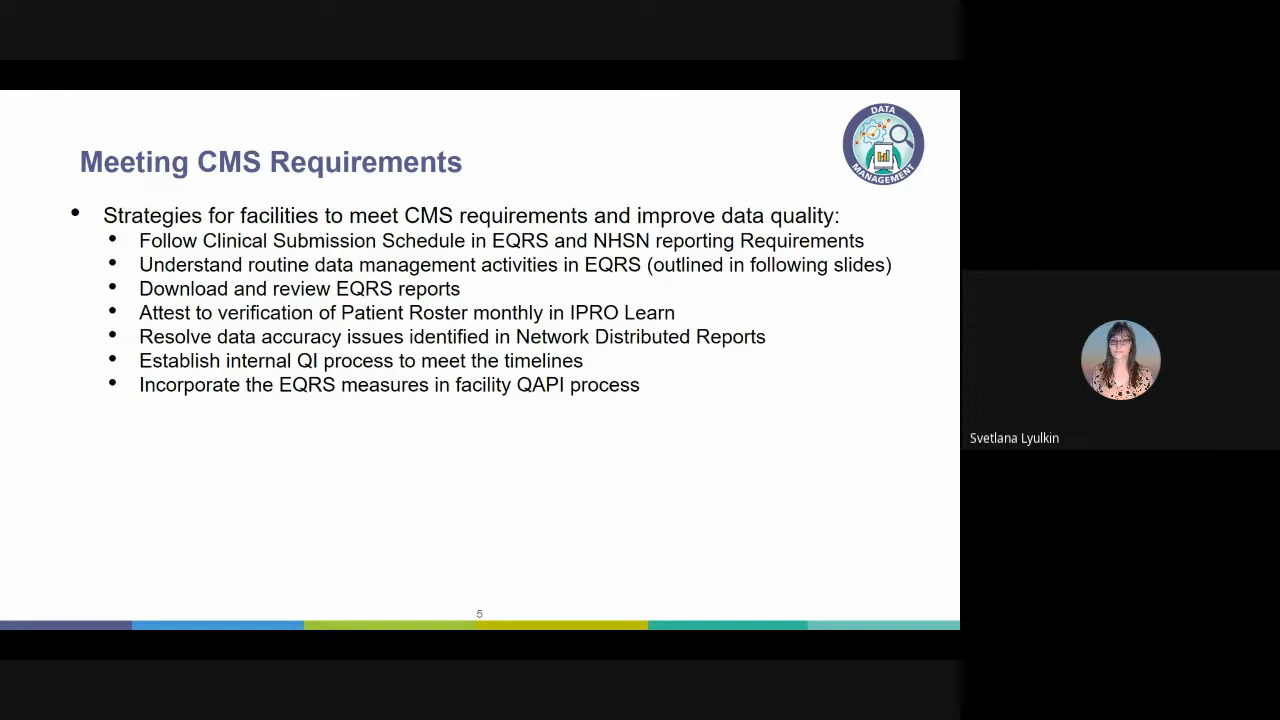 DATA
MANAGEMENT
Meeting CMS Requirements
• Strategies for facilities to meet CMS requirements and improve data quality:
• Follow Clinical Submission Schedule in EQRS and NHSN reporting Requirements
• Understand routine data management activities in EQRS (outlined in following slides)
• Download and review EQRS reports
• Attest to verification of Patient Roster monthly in IPRO Learn
• Resolve data accuracy issues identified in Network Distributed Reports
• Establish internal QI process to meet the timelines
• Incorporate the EQRS measures in facility QAPI process
5
Svetlana Lyulkin